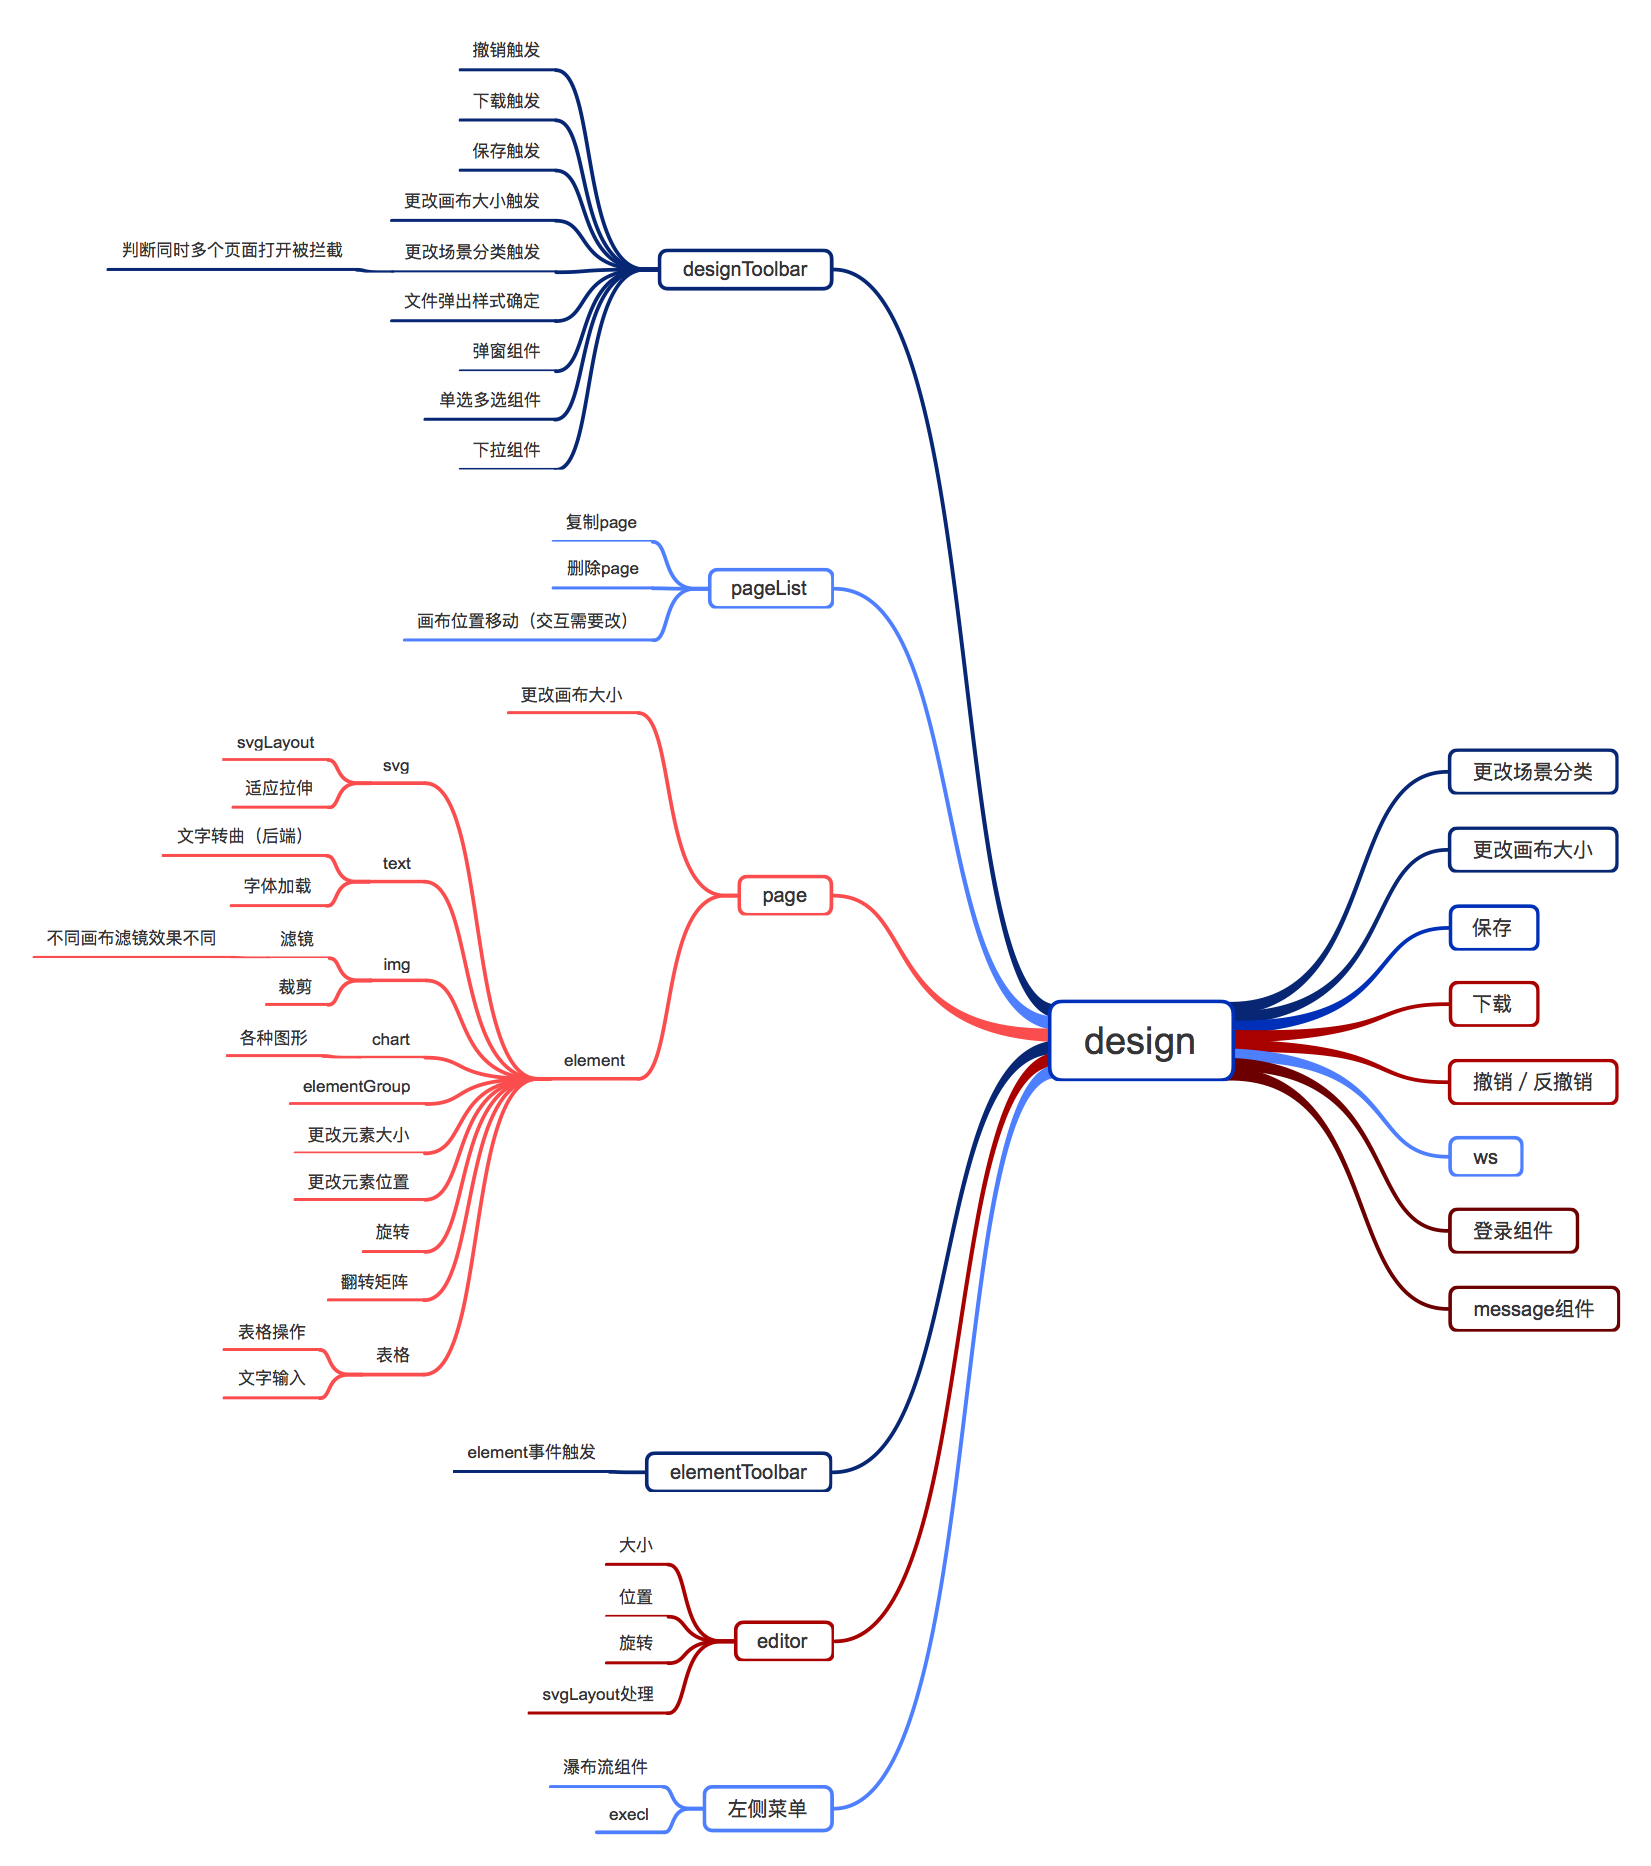 撤销触发
下载触发
保存触发
更改画布大小触发
判断同时多个页面打开被拦截
更改场景分类触发
文件弹出样式确定
弹窗组件
单选多选组件
下拉组件
designToolbar
复制page
删除page
画布位置移动（交互需要改）
pageList
更改画布大小
svgLayout
适应拉伸
svg
文字转曲（后端）
字体加载
text
不同画布滤镜效果不同
滤镜
裁剪
img
各种图形
chart
elementGroup
更改元素大小
更改元素位置
旋转
翻转矩阵
表格操作
文字输入
表格
element
page
element事件触发
elementToolbar
大小
位置
旋转
svgLayout处理
editor
瀑布流组件
execl
左侧菜单
design
更改场景分类
更改画布大小
保存
下载
撤销 / 反撤销
ws
登录组件
message组件